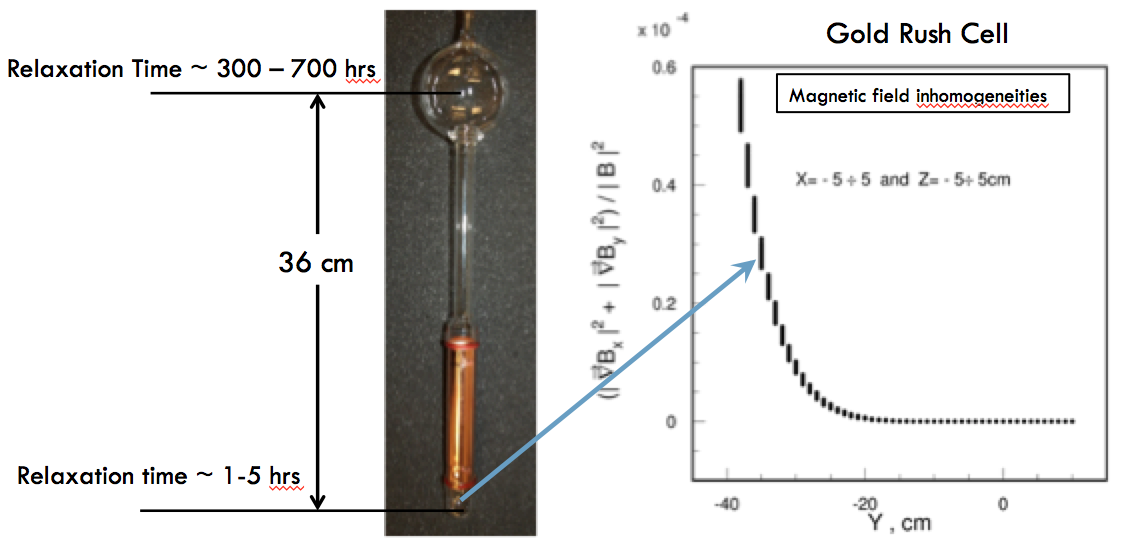 Relaxation Time ~ 300 – 700 hrs
36 cm
Relaxation time ~ 1-5 hrs
Gold Rush Cell
x 10 -4
Magnetic field inhomogeneities
X= - 5 ÷ 5 and Z= - 5÷ 5cm
(| ∇⃗B_x |² + | ∇⃗B_y |²) / | B |²
0.6
0.4
0.2
0
-40
-20
0
Y , cm